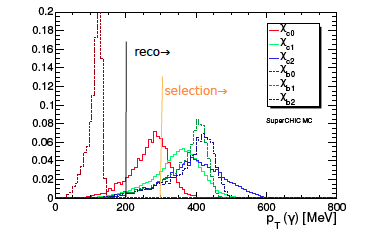 0.2
0.18
0.16
0.14
0.12
0.1
0.08
0.06
0.04
0.02
0
reco→
selection→
χc0
χc1
χc2
χb0
χb1
χb2
SuperCHIC MC
0 200 400 600 800
pT (γ) [MeV]